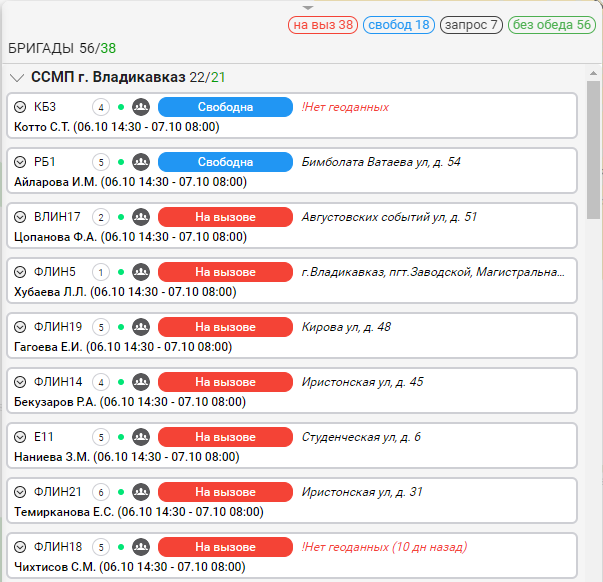 на выз 38 свобод 18 запрос 7 без обеда 56
БРИГАДЫ 56/38
ССМП г. Владикавказ 22/21
КБ3 4 Свободна !Нет геоданных
Котто С.Т. (06.10 14:30 - 07.10 08:00)
РБ1 5 Свободна Бимболата Ватаева ул, д. 54
Айларова И.М. (06.10 14:30 - 07.10 08:00)
ВЛИН17 2 На вызове Августовских событий ул, д. 51
Цопанова Ф.А. (06.10 14:30 - 07.10 08:00)
ФЛИН5 1 На вызове г.Владикавказ, пгт.Заводской, Магистральна...
Хубаева Л.Л. (06.10 14:30 - 07.10 08:00)
ФЛИН19 5 На вызове Кирова ул, д. 48
Гагоева Е.И. (06.10 14:30 - 07.10 08:00)
ФЛИН14 4 На вызове Иристонская ул, д. 45
Бекузаров Р.А. (06.10 14:30 - 07.10 08:00)
Е11 5 На вызове Студенческая ул, д. 6
Наниева З.М. (06.10 14:30 - 07.10 08:00)
ФЛИН21 6 На вызове Иристонская ул, д. 31
Темирканова Е.С. (06.10 14:30 - 07.10 08:00)
ФЛИН18 5 На вызове !Нет геоданных (10 дн назад)
Чихтисов С.М. (06.10 14:30 - 07.10 08:00)